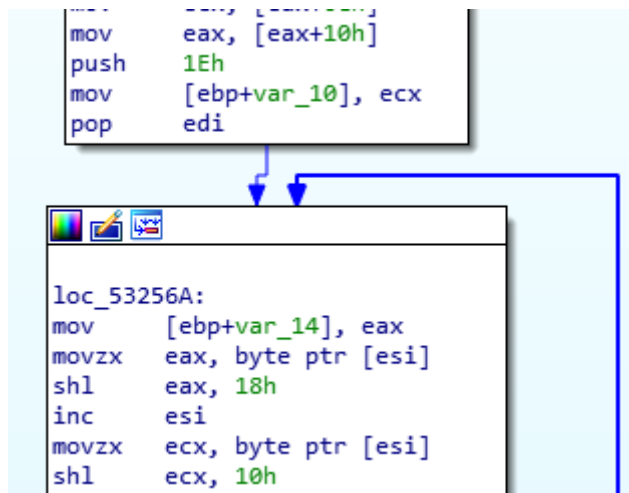 mov eax, [eax+10h]
push 1Eh
mov [ebp+var_10], ecx
pop edi
loc_53256A:
mov [ebp+var_14], eax
movzx eax, byte ptr [esi]
shl eax, 18h
inc esi
movzx ecx, byte ptr [esi]
shl ecx, 10h